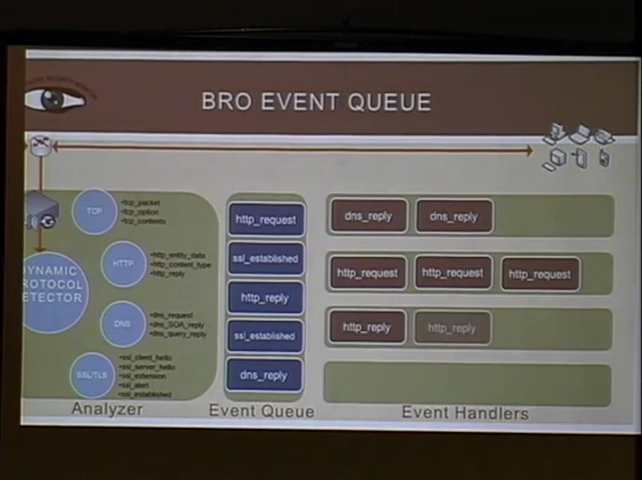 BRO EVENT QUEUE
TCP
•tcp_packet
•tcp_option
•tcp_contents
HTTP
•http_entity_data
•http_content_type
•http_reply
DYNAMIC
PROTOCOL
DETECTOR
DNS
•dns_request
•dns_SOA_reply
•dns_query_reply
SSL/TLS
•ssl_client_hello
•ssl_server_hello
•ssl_extension
•ssl_alert
•ssl_established
Analyzer
http_request
ssl_established
http_reply
ssl_established
dns_reply
Event Queue
dns_reply dns_reply
http_request http_request http_request
http_reply http_reply
Event Handlers